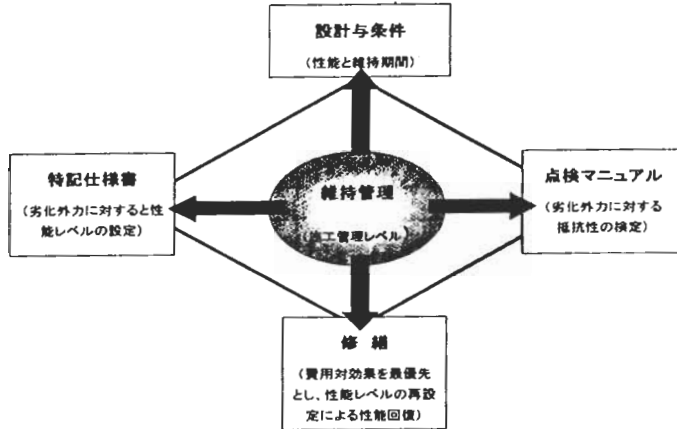 設計与条件
(性能と維持期間)
特記仕様書
(劣化外力に対すると性
能レベルの設定)
維持管理
(施工管理レベル)
点検マニュアル
(劣化外力に対する
抵抗性の検定)
修 繕
(費用対効果を最優先
とし、性能レベルの再設
定による性能回復)